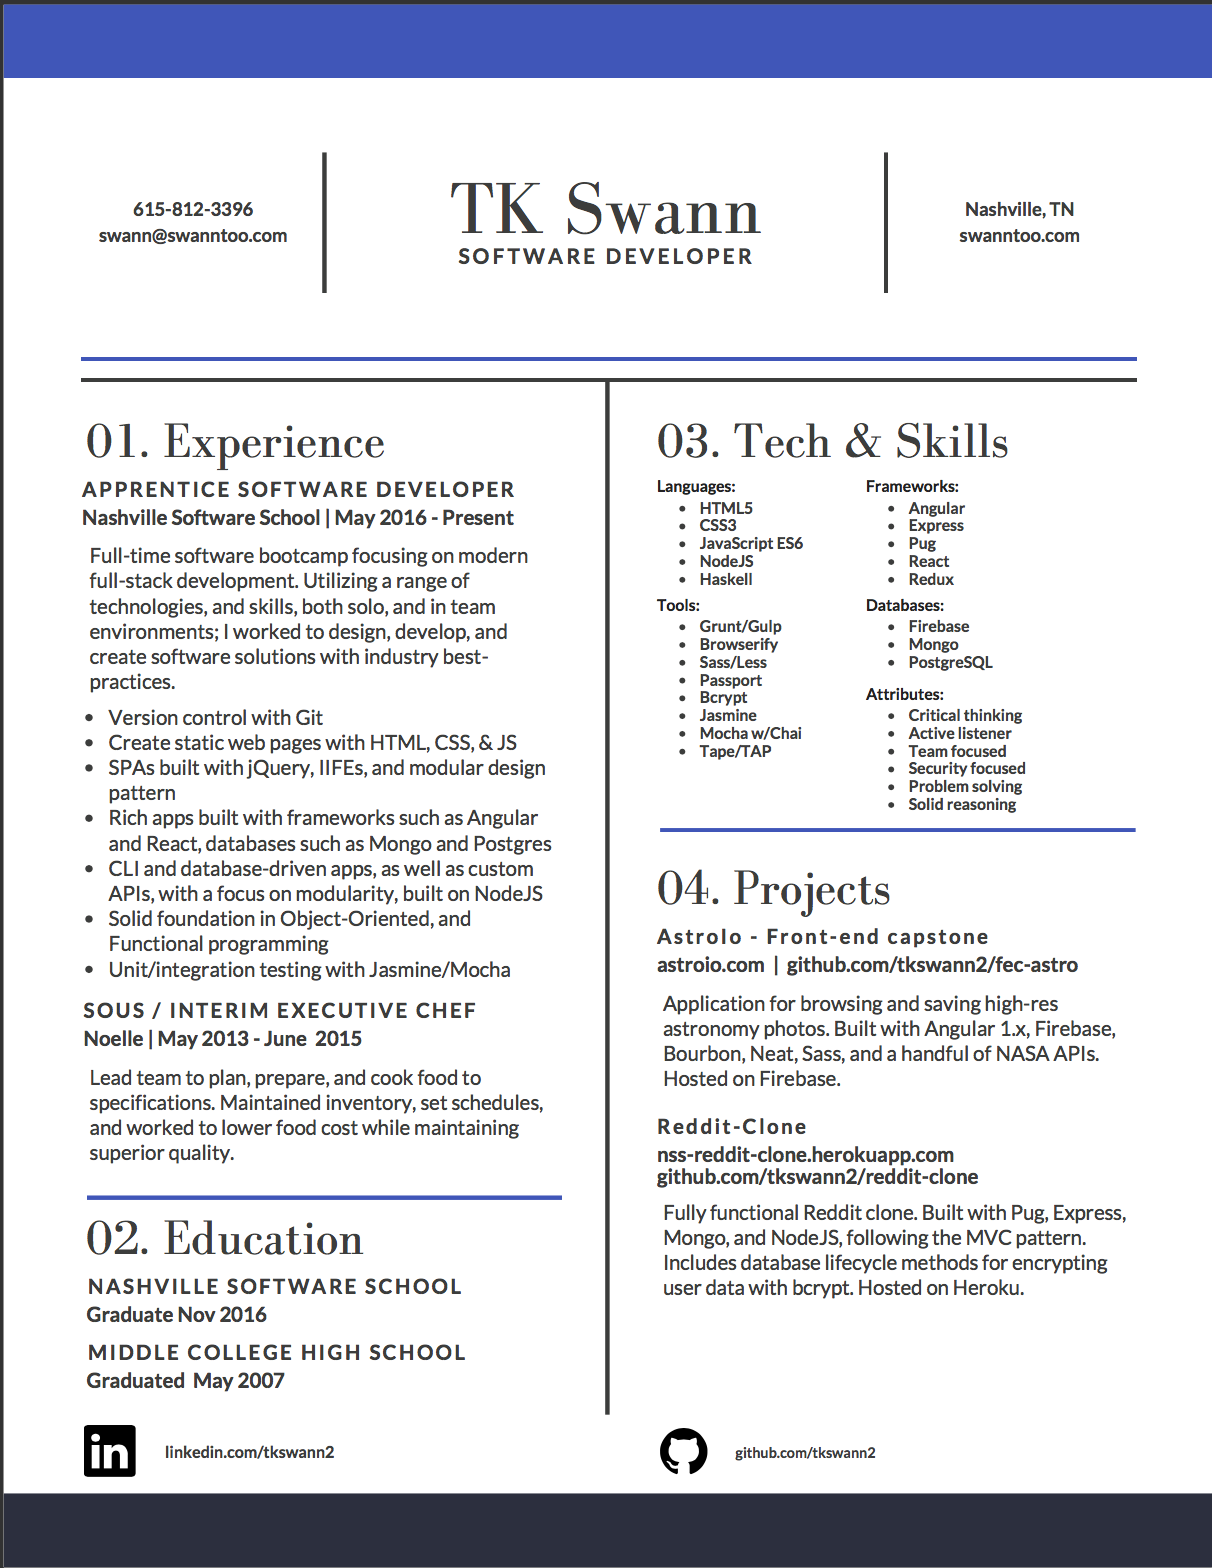 615-812-3396
swann@swanntoo.com
TK Swann
SOFTWARE DEVELOPER
Nashville, TN
swanntoo.com
01. Experience
APPRENTICE SOFTWARE DEVELOPER
Nashville Software School | May 2016 - Present
Full-time software bootcamp focusing on modern
full-stack development. Utilizing a range of
technologies, and skills, both solo, and in team
environments; I worked to design, develop, and
create software solutions with industry best-
practices.
• Version control with Git
• Create static web pages with HTML, CSS, & JS
• SPAs built with jQuery, IIFEs, and modular design
pattern
• Rich apps built with frameworks such as Angular
and React, databases such as Mongo and Postgres
• CLI and database-driven apps, as well as custom
APIs, with a focus on modularity, built on NodeJS
• Solid foundation in Object-Oriented, and
Functional programming
• Unit/integration testing with Jasmine/Mocha
SOUS / INTERIM EXECUTIVE CHEF
Noelle | May 2013 - June 2015
Lead team to plan, prepare, and cook food to
specifications. Maintained inventory, set schedules,
and worked to lower food cost while maintaining
superior quality.
02. Education
NASHVILLE SOFTWARE SCHOOL
Graduate Nov 2016
MIDDLE COLLEGE HIGH SCHOOL
Graduated May 2007
in
linkedin.com/tkswann2
03. Tech & Skills
Languages:
• HTML5
• CSS3
• JavaScript ES6
• NodeJS
• Haskell
Tools:
• Grunt/Gulp
• Browserify
• Sass/Less
• Passport
• Bcrypt
• Jasmine
• Mocha w/Chai
• Tape/TAP
Frameworks:
• Angular
• Express
• Pug
• React
• Redux
Databases:
• Firebase
• Mongo
• PostgreSQL
Attributes:
• Critical thinking
• Active listener
• Team focused
• Security focused
• Problem solving
• Solid reasoning
04. Projects
AstroIo - Front-end capstone
astroio.com | github.com/tkswann2/fec-astro
Application for browsing and saving high-res
astronomy photos. Built with Angular 1.x, Firebase,
Bourbon, Neat, Sass, and a handful of NASA APIs.
Hosted on Firebase.
Reddit-Clone
nss-reddit-clone.herokuapp.com
github.com/tkswann2/reddit-clone
Fully functional Reddit clone. Built with Pug, Express,
Mongo, and NodeJS, following the MVC pattern.
Includes database lifecycle methods for encrypting
user data with bcrypt. Hosted on Heroku.
github.com/tkswann2